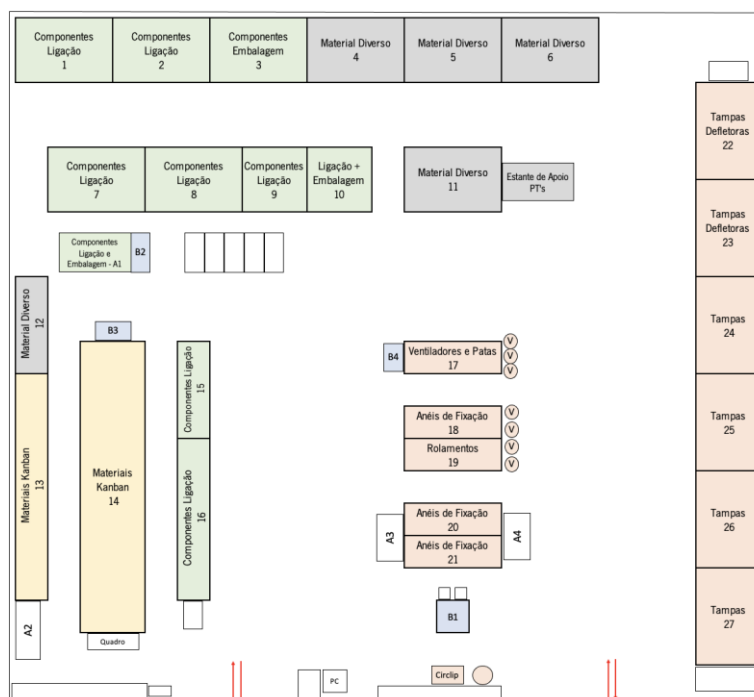 Componentes
Ligação
1
Componentes
Ligação
2
Componentes
Embalagem
3
Material Diverso
4
Material Diverso
5
Material Diverso
6
Tampas
Defletoras
22
Componentes
Ligação
7
Componentes
Ligação
8
Componentes
Ligação
9
Ligação +
Embalagem
10
Material Diverso
11
Estante de Apoio
PT's
Tampas
Defletoras
23
Componentes
Ligação e
Embalagem - A1
B2
Material Diverso
12
B3
Tampas
24
Componentes Ligação
15
B4
Ventiladores e Patas
17
V
V
V
Materiais Kanban
13
Materiais
Kanban
14
Anéis de Fixação
18
Rolamentos
19
V
V
V
V
Tampas
25
Componentes Ligação
16
Anéis de Fixação
20
Anéis de Fixação
21
A3
A4
Tampas
26
A2
Quadro
B1
Tampas
27
PC
Circlip